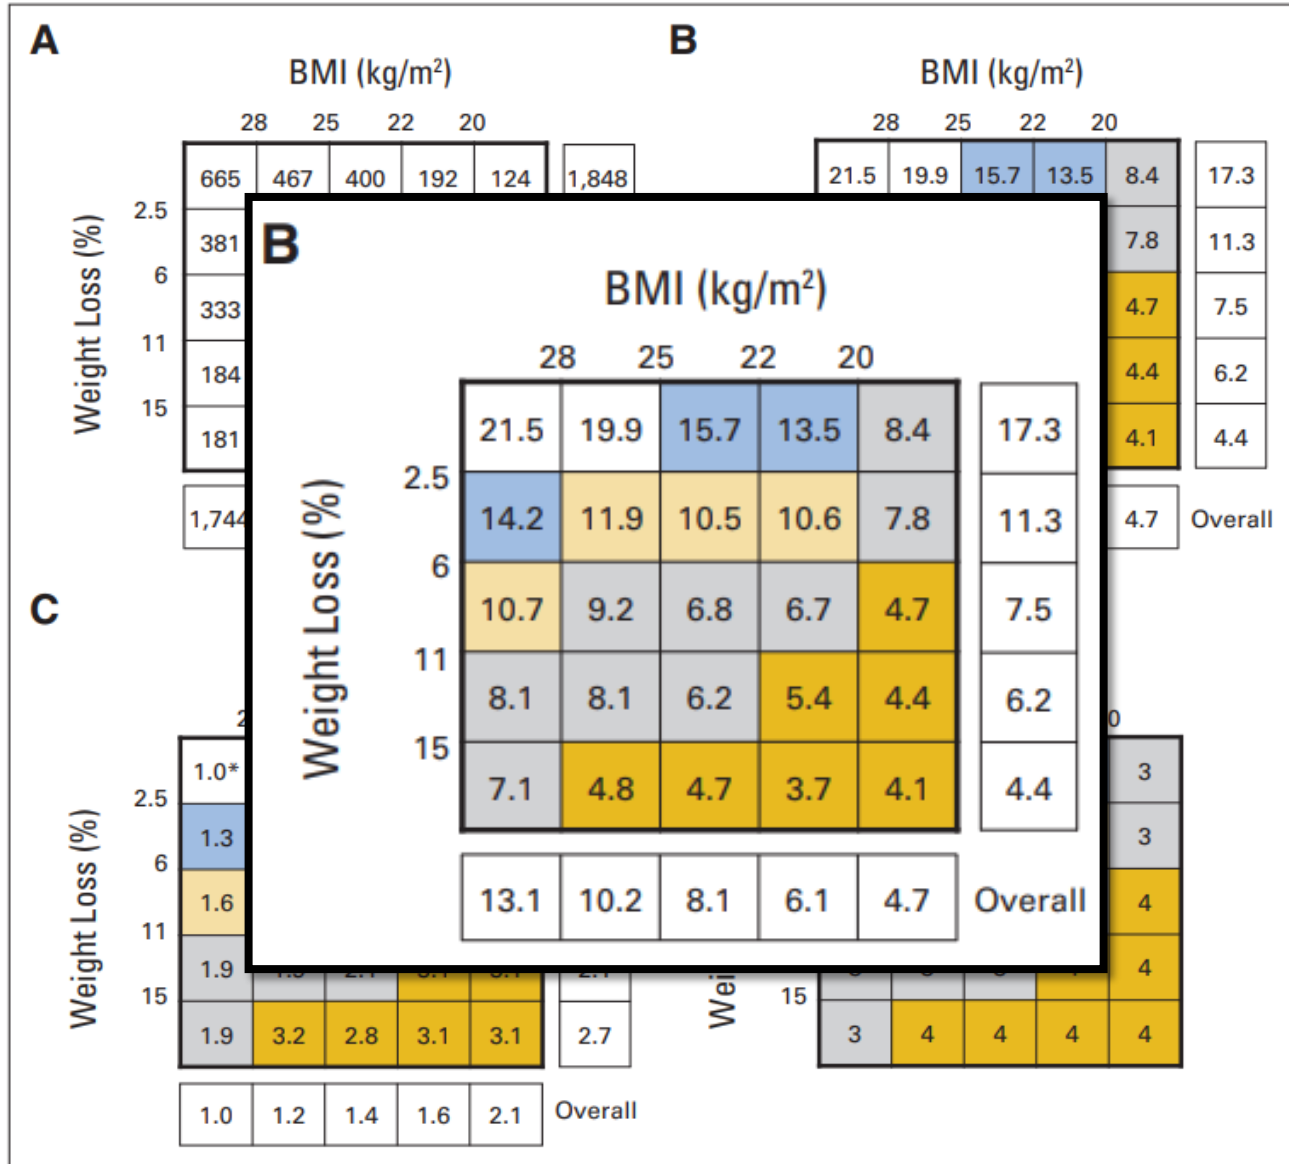 A
B
BMI (kg/m²)
BMI (kg/m²)
28 25 22 20
28 25 22 20
665 467 400 192 124 1,848
21.5 19.9 15.7 13.5 8.4 17.3
2.5
381
7.8 11.3
6
333
4.7 7.5
11
184
4.4 6.2
15
181
4.1 4.4
Weight Loss (%)
1,744
4.7 Overall
B
BMI (kg/m²)
28 25 22 20
21.5 19.9 15.7 13.5 8.4 17.3
2.5
14.2 11.9 10.5 10.6 7.8 11.3
6
10.7 9.2 6.8 6.7 4.7 7.5
11
8.1 8.1 6.2 5.4 4.4 6.2
15
7.1 4.8 4.7 3.7 4.1 4.4
Weight Loss (%)
13.1 10.2 8.1 6.1 4.7 Overall
C
1.0* 
2.5
1.3
6
1.6
11
1.9
15
1.9 3.2 2.8 3.1 3.1 2.7
Weight Loss (%)
1.0 1.2 1.4 1.6 2.1 Overall
3
3
4
4
15
3 4 4 4 4